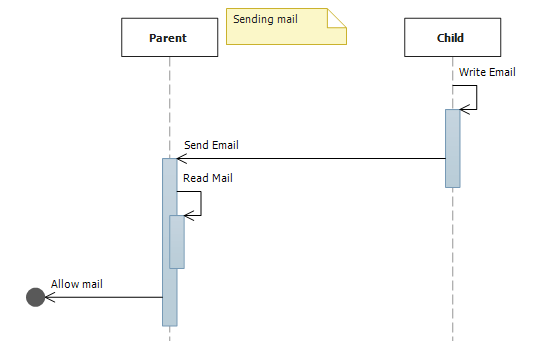 Sending mail
Parent
Child
Write Email
Send Email
Read Mail
Allow mail